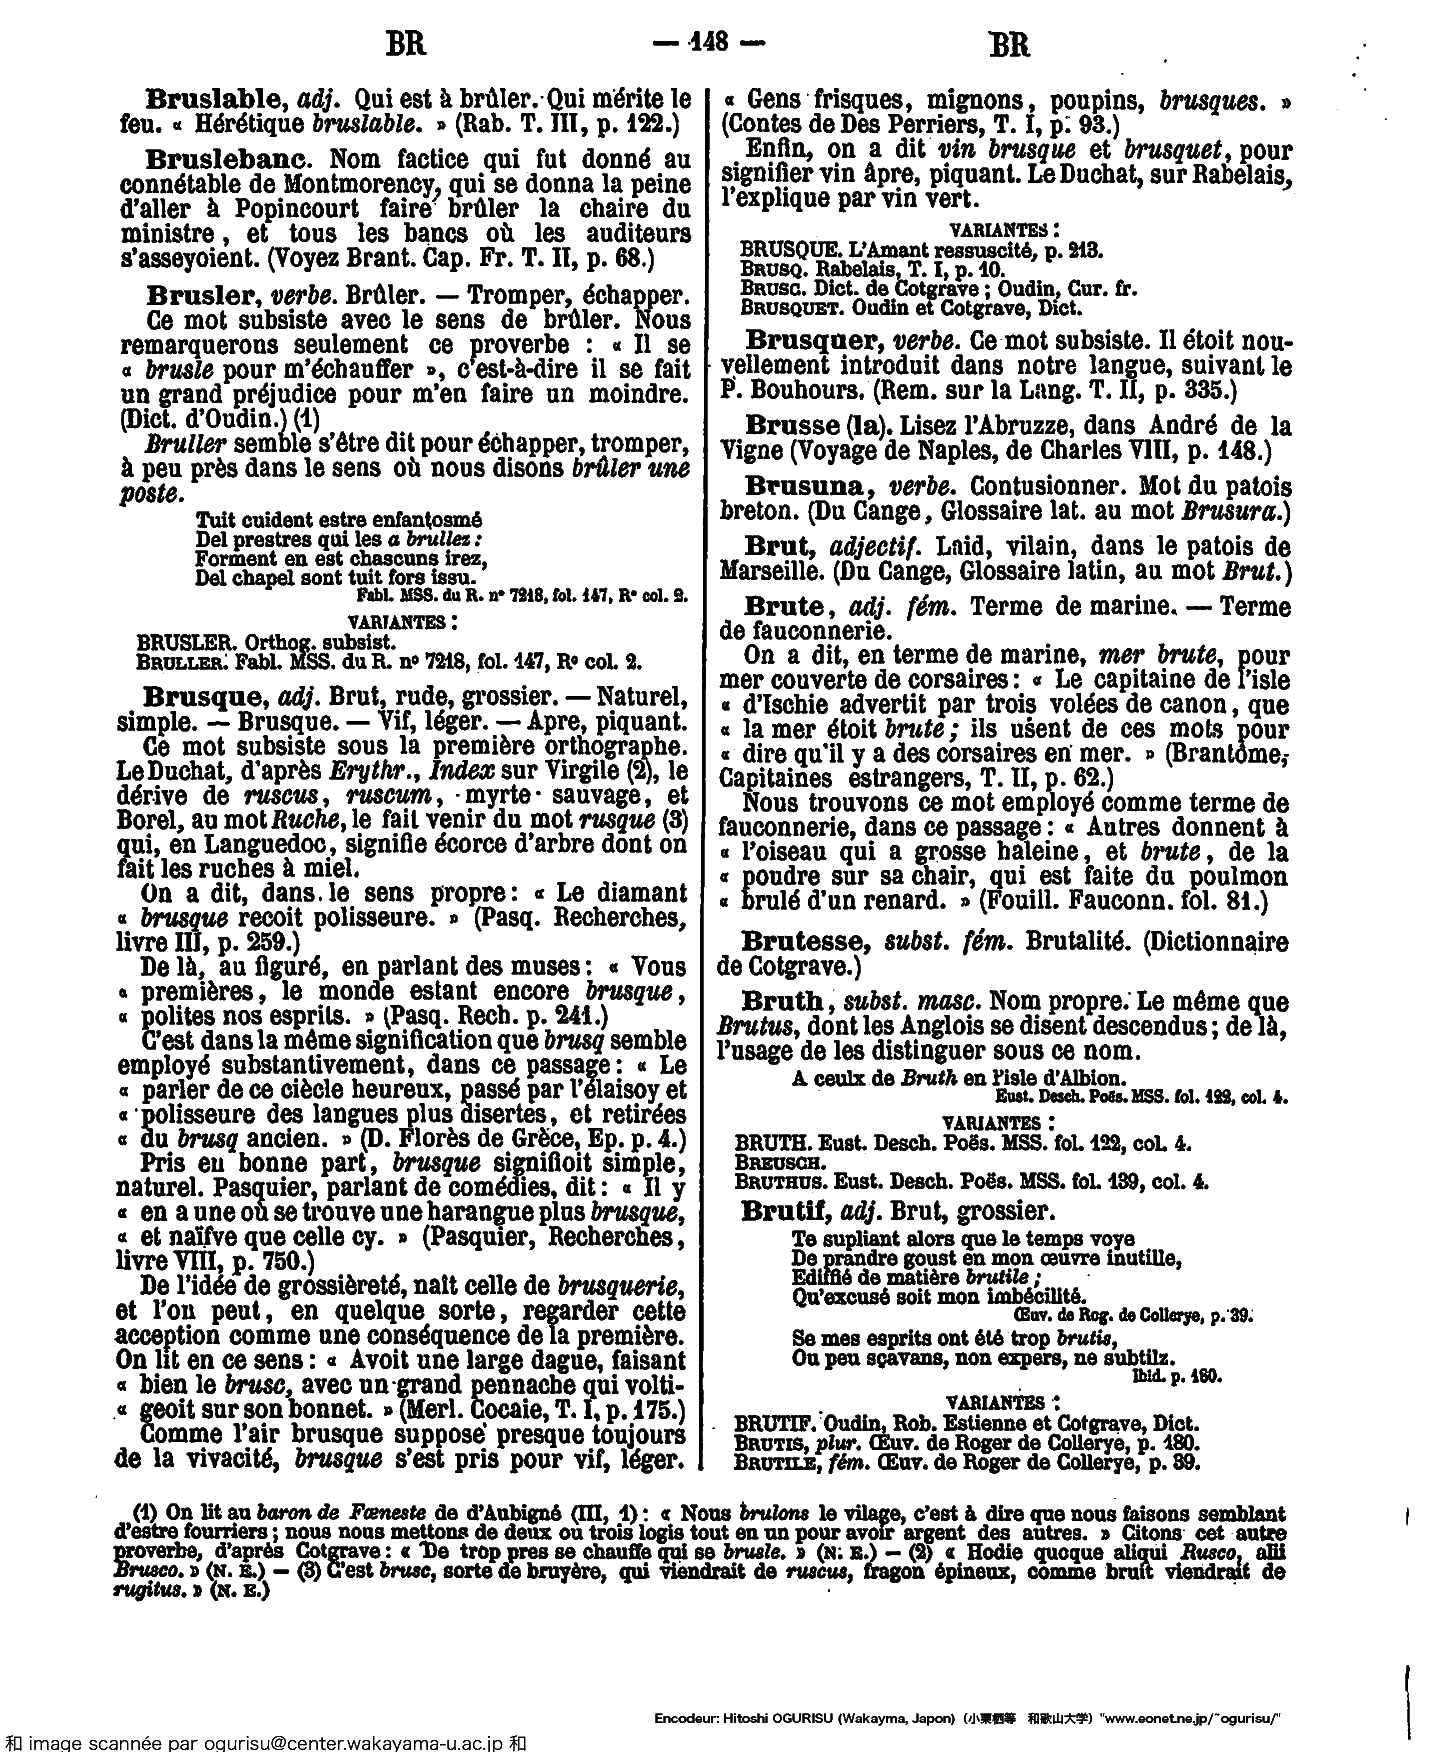 BR — 148 — BR
Bruslable, adj. Qui est à brûler. Qui mérite le
feu. « Hérétique bruslable. » (Rab. T. III, p. 122.)
Bruslebanc. Nom factice qui fut donné au
connétable de Montmorency, qui se donna la peine
d'aller à Popincourt faire brûler la chaire du
ministre, et tous les bancs où les auditeurs
s'asseyoient. (Voyez Brant. Cap. Fr. T. II, p. 68.)
Brusler, verbe. Brûler. — Tromper, échapper.
Ce mot subsiste avec le sens de brûler. Nous
remarquerons seulement ce proverbe : « Il se
« brusle pour m'échauffer », c'est-à-dire il se fait
un grand préjudice pour m'en faire un moindre.
(Dict. d'Oudin.) (1)
Bruller semble s'être dit pour échapper, tromper,
à peu près dans le sens où nous disons brûler une
poste.
Tuit cuident estre enfantosmé
Del prestres qui les a brullez :
Forment en est chascuns irez,
Del chapel sont tuit fors issu.
Fabl. MSS. du R. n° 7218, fol. 147, R° col. 2.
VARIANTES :
BRUSLER. Orthog. subsist.
BRULLER. Fabl. MSS. du R. n° 7218, fol. 147, R° col. 2.
Brusque, adj. Brut, rude, grossier. — Naturel,
simple. — Brusque. — Vif, léger. — Apre, piquant.
Ce mot subsiste sous la première orthographe.
Le Duchat, d'après Erythr., Index sur Virgile (2), le
dérive de ruscus, ruscum, myrte sauvage, et
Borel, au mot Ruche, le fait venir du mot rusque (3)
qui, en Languedoc, signifie écorce d'arbre dont on
fait les ruches à miel.
On a dit, dans le sens propre : « Le diamant
« brusque recoit polisseure. » (Pasq. Recherches,
livre III, p. 259.)
De là, au figuré, en parlant des muses : « Vous
« premières, le monde estant encore brusque,
« polites nos esprits. » (Pasq. Rech. p. 241.)
C'est dans la même signification que brusq semble
employé substantivement, dans ce passage : « Le
« parler de ce ciècle heureux, passé par l'élaisoy et
« polisseure des langues plus disertes, et retirées
« du brusq ancien. » (D. Florès de Grèce, Ep. p. 4.)
Pris en bonne part, brusque signifioit simple,
naturel. Pasquier, parlant de comédies, dit : « Il y
« en a une où se trouve une harangue plus brusque,
« et naïfve que celle cy. » (Pasquier, Recherches,
livre VIII, p. 750.)
De l'idée de grossièreté, naît celle de brusquerie,
et l'on peut, en quelque sorte, regarder cette
acception comme une conséquence de la première.
On lit en ce sens : « Avoit une large dague, faisant
« bien le brusc, avec un grand pennache qui volti-
« geoit sur son bonnet. » (Merl. Cocaie, T. I, p. 175.)
Comme l'air brusque suppose presque toujours
de la vivacité, brusque s'est pris pour vif, léger.
« Gens frisques, mignons, poupins, brusques. »
(Contes de Des Perriers, T. I, p. 93.)
Enfin, on a dit vin brusque et brusquet, pour
signifier vin âpre, piquant. Le Duchat, sur Rabelais,
l'explique par vin vert.
VARIANTES :
BRUSQUE. L'Amant ressuscité, p. 213.
BRUSQ. Rabelais, T. I, p. 10.
BRUSC. Dict. de Cotgrave ; Oudin, Cur. fr.
BRUSQUET. Oudin et Cotgrave, Dict.
Brusquer, verbe. Ce mot subsiste. Il étoit nou-
vellement introduit dans notre langue, suivant le
P. Bouhours. (Rem. sur la Lang. T. II, p. 335.)
Brusse (la). Lisez l'Abruzze, dans André de la
Vigne (Voyage de Naples, de Charles VIII, p. 148.)
Brusuna, verbe. Contusionner. Mot du patois
breton. (Du Cange, Glossaire lat. au mot Brusura.)
Brut, adjectif. Laid, vilain, dans le patois de
Marseille. (Du Cange, Glossaire latin, au mot Brut.)
Brute, adj. fém. Terme de marine. — Terme
de fauconnerie.
On a dit, en terme de marine, mer brute, pour
mer couverte de corsaires : « Le capitaine de l'isle
« d'Ischie advertit par trois volées de canon, que
« la mer étoit brute ; ils usent de ces mots pour
« dire qu'il y a des corsaires en mer. » (Brantôme,
Capitaines estrangers, T. II, p. 62.)
Nous trouvons ce mot employé comme terme de
fauconnerie, dans ce passage : « Autres donnent à
« l'oiseau qui a grosse haleine, et brute, de la
« poudre sur sa chair, qui est faite du poulmon
« brulé d'un renard. » (Fouill. Fauconn. fol. 81.)
Brutesse, subst. fém. Brutalité. (Dictionnaire
de Cotgrave.)
Bruth, subst. masc. Nom propre. Le même que
Brutus, dont les Anglois se disent descendus ; de là,
l'usage de les distinguer sous ce nom.
A ceulx de Bruth en l'isle d'Albion.
Eust. Desch. Poës. MSS. fol. 122, col. 4.
VARIANTES :
BRUTH. Eust. Desch. Poës. MSS. fol. 122, col. 4.
BREUSCH.
BRUTHUS. Eust. Desch. Poës. MSS. fol. 139, col. 4.
Brutif, adj. Brut, grossier.
Te supliant alors que le temps voye
De prandre goust en mon œuvre inutille,
Ediffié de matière brutile ;
Qu'excusé soit mon imbécilité.
Œuv. de Rog. de Collerye, p. 39.
Se mes esprits ont été trop brutis,
Ou peu sçavans, non expers, ne subtilz.
Ibid. p. 180.
VARIANTES :
BRUTIF. Oudin, Rob. Estienne et Cotgrave, Dict.
BRUTIS, plur. Œuv. de Roger de Collerye, p. 180.
BRUTILE, fém. Œuv. de Roger de Collerye, p. 39.
(1) On lit au baron de Fœneste de d'Aubigné (III, 1) : « Nous brulons le vilage, c'est à dire que nous faisons semblant
d'estre fourriers ; nous nous mettons de deux ou trois logis tout en un pour avoir argent des autres. » Citons cet autre
proverbe, d'après Cotgrave : « De trop pres se chauffe qui se brusle. » (N. E.) — (2) « Hodie quoque aliqui Rusco, alii
Brusco. » (N. E.) — (3) C'est brusc, sorte de bruyère, qui viendrait de ruscus, fragon épineux, comme bruit viendrait de
rugitus. » (N. E.)
Encodeur: Hitoshi OGURISU (Wakayma, Japon) (小栗栖等 和歌山大学) "www.eonet.ne.jp/~ogurisu/"
和 image scannée par ogurisu@center.wakayama-u.ac.jp 和